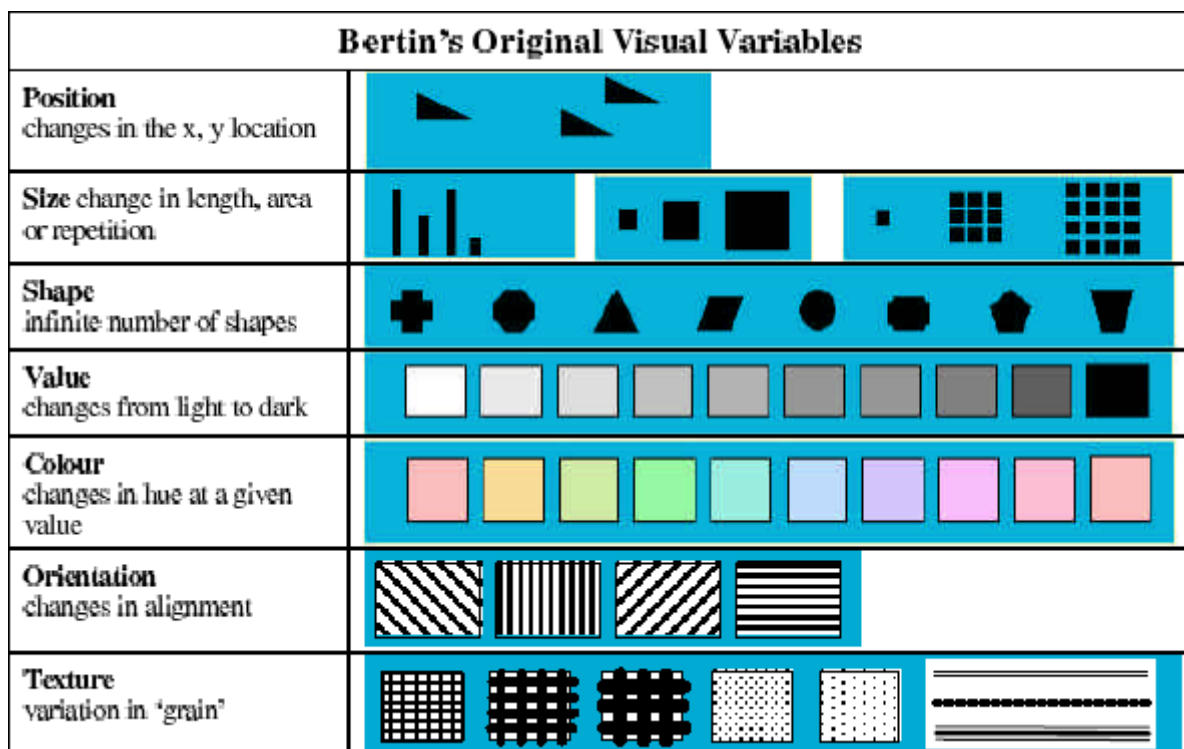 Bertin's Original Visual Variables
Position
changes in the x, y location
Size change in length, area
or repetition
Shape
infinite number of shapes
Value
changes from light to dark
Colour
changes in hue at a given
value
Orientation
changes in alignment
Texture
variation in 'grain'